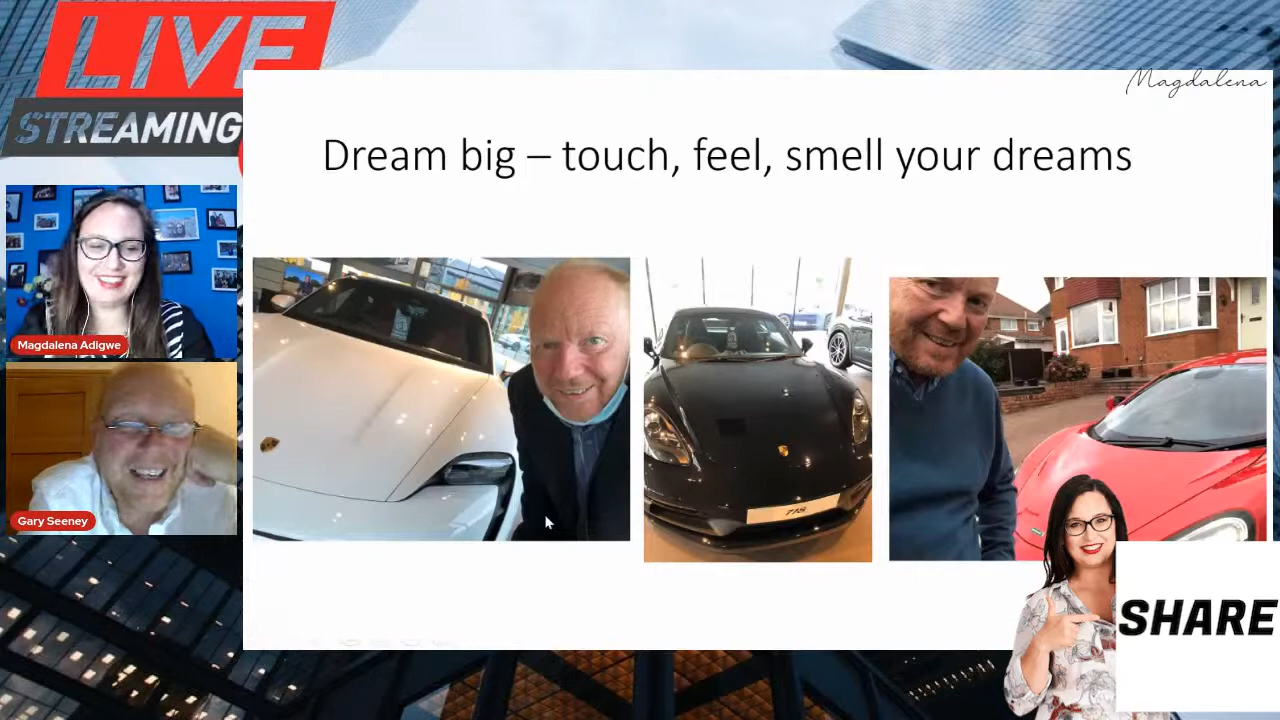 LIVE
STREAMING
Magdalena
Dream big – touch, feel, smell your dreams
Magdalena Adigwe
Gary Seeney
718
SHARE